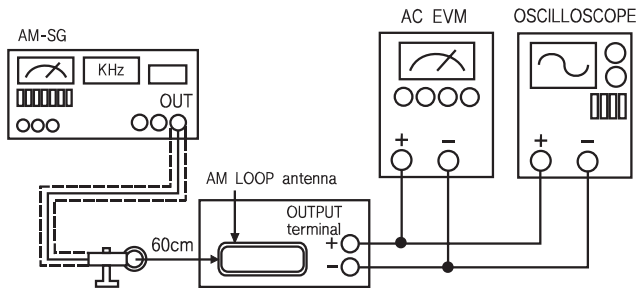 AC EVM
OSCILLOSCOPE
AM-SG
KHz
OUT
+
−
+
−
AM LOOP antenna
OUTPUT
terminal
60cm
+
−